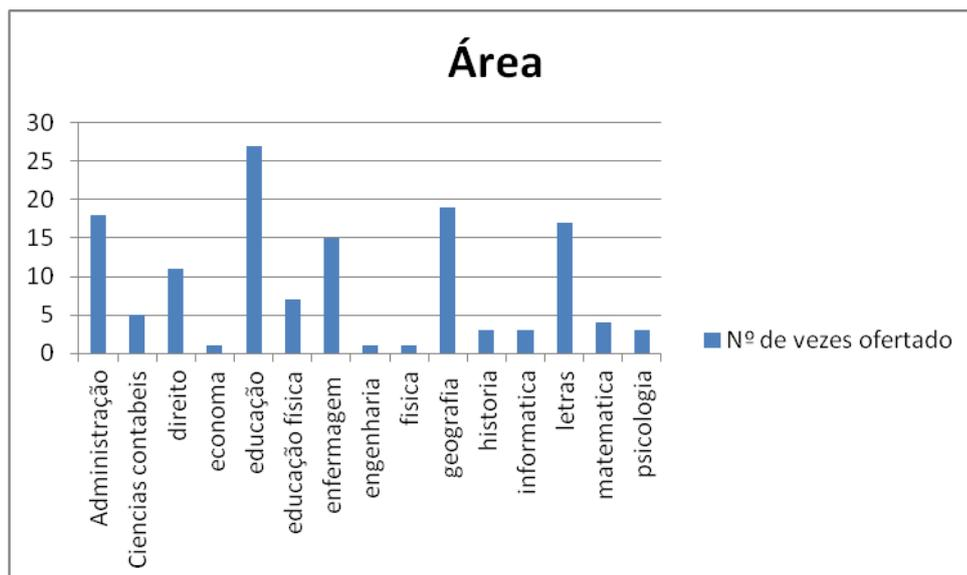 Área
30
25
20
15
10
5
0
Administração
Ciencias contabeis
direito
economa
educação
educação física
enfermagem
engenharia
fisica
geografia
historia
informatica
letras
matematica
psicologia
Nº de vezes ofertado